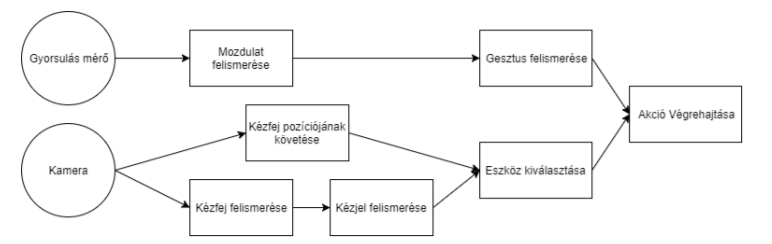 Gyorsulás mérő
Mozdulat
felismerése
Gesztus felismerése
Akció Végrehajtása
Kézfej pozíciójának
követése
Kamera
Eszköz kiválasztása
Kézfej felismerése
Kézjel felismerése